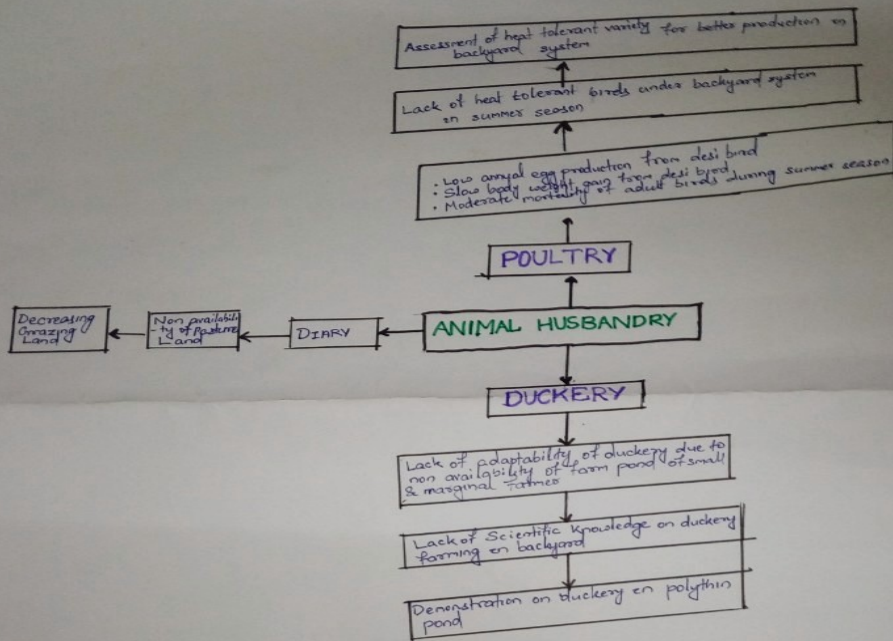 Assessment of heat tolerant variety for better production in
backyard system
Lack of heat tolerant birds under backyard system
in summer season
• Low annual egg production from desi bird
• Slow body weight gain from desi bird
• Moderate mortality of adult birds during summer season
POULTRY
Decreasing
Grazing
Land
Non availabili
-ty of Pasture
Land
DIARY
ANIMAL HUSBANDRY
DUCKERY
Lack of adaptability of duckery due to
non availability of farm pond of small
& marginal farmer
Lack of Scientific Knowledge on duckery
farming en backyard
Demenstration on duckery en polythin
pond